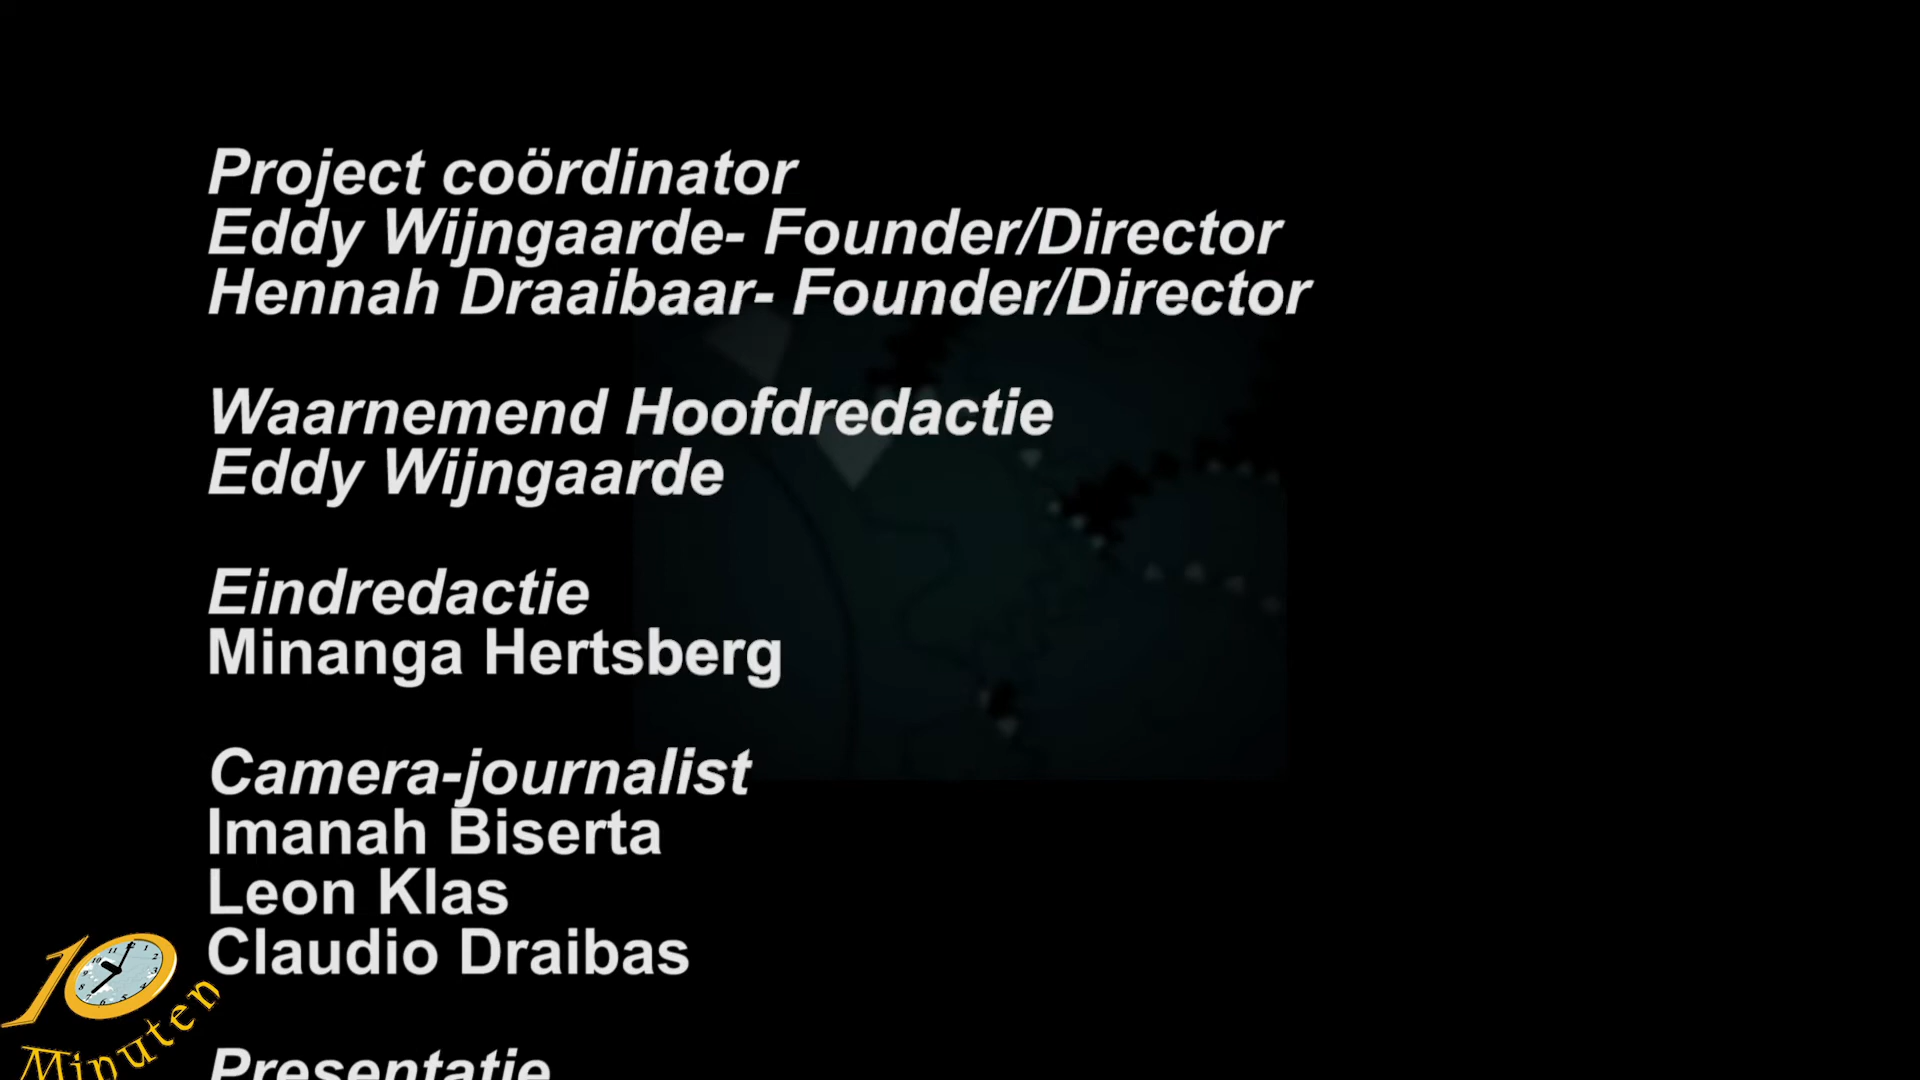 Project coördinator
Eddy Wijngaarde- Founder/Director
Hennah Draaibaar- Founder/Director
Waarnemend Hoofdredactie
Eddy Wijngaarde
Eindredactie
Minanga Hertsberg
Camera-journalist
Imanah Biserta
Leon Klas
Claudio Draibas
Presentatie
10
Minuten